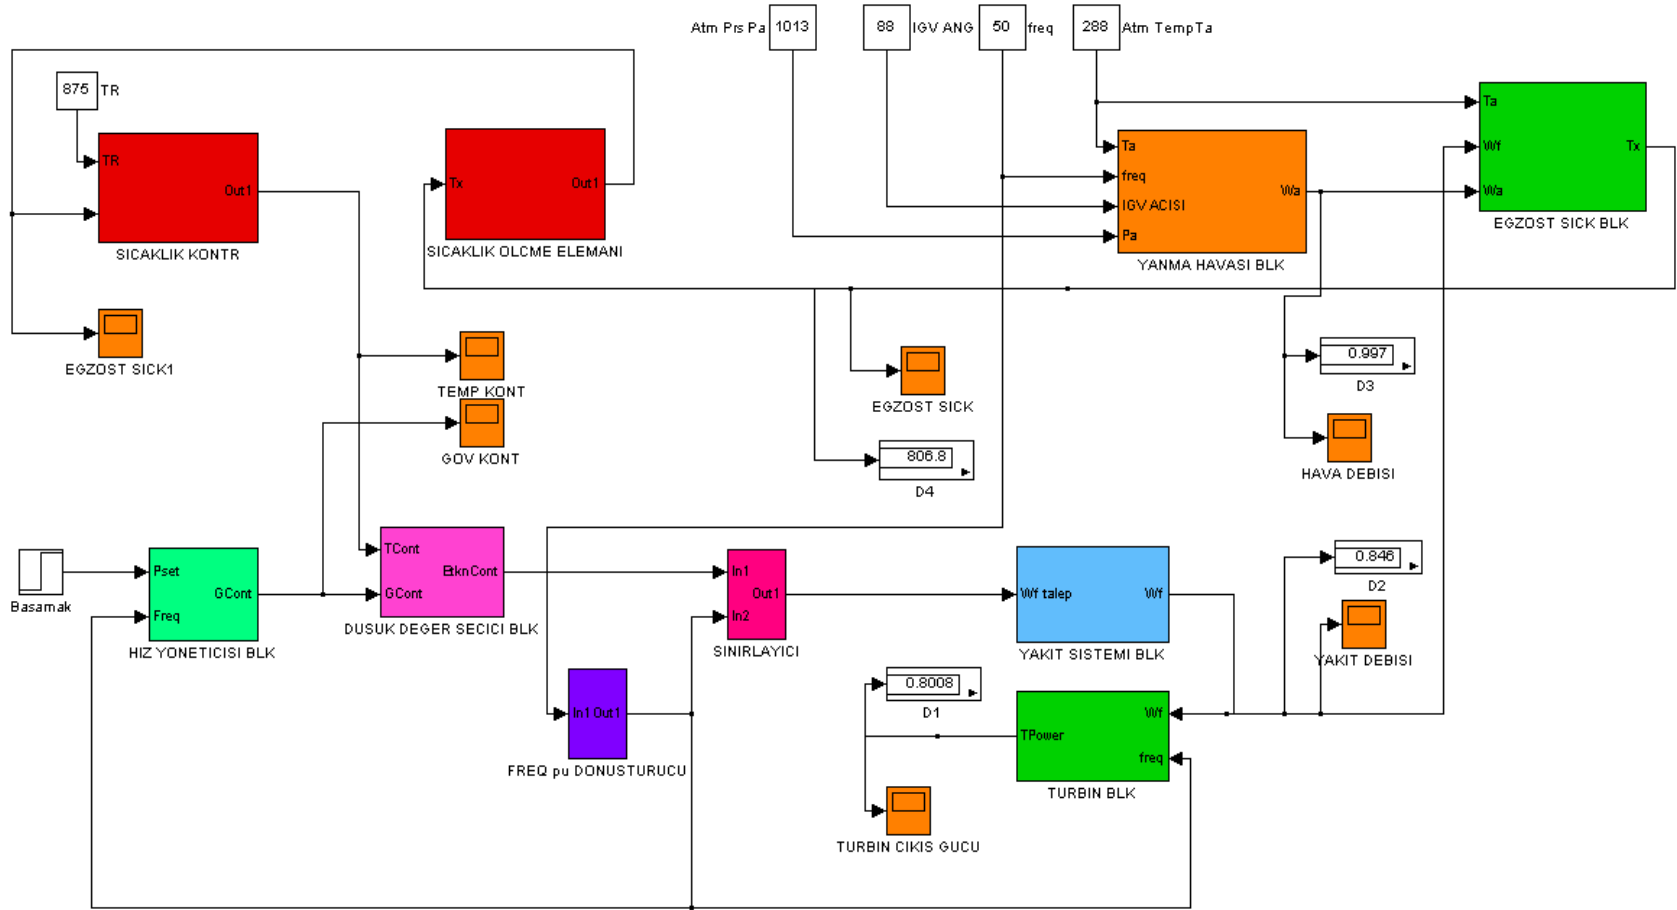 Atm Prs Pa
1013
88
IGV ANG
50
freq
288
Atm TempTa
875
TR
TR
Out1
SICAKLIK KONTR
Tx
Out1
SICAKLIK OLCME ELEMANI
Ta
freq
IGV ACISI
Pa
Wa
YANMA HAVASI BLK
Ta
Wf
Wa
Tx
EGZOST SICK BLK
EGZOST SICK1
TEMP KONT
GOV KONT
EGZOST SICK
806.8
D4
0.997
D3
HAVA DEBISI
Basamak
Pset
Freq
GCont
HIZ YONETICISI BLK
TCont
GCont
EtknCont
DUSUK DEGER SECICI BLK
In1
In2
Out1
SINIRLAYICI
Wf talep
Wf
YAKIT SISTEMI BLK
0.846
D2
YAKIT DEBISI
In1
Out1
FREQ pu DONUSTURUCU
0.8008
D1
TPower
Wf
freq
TURBIN BLK
TURBIN CIKIS GUCU